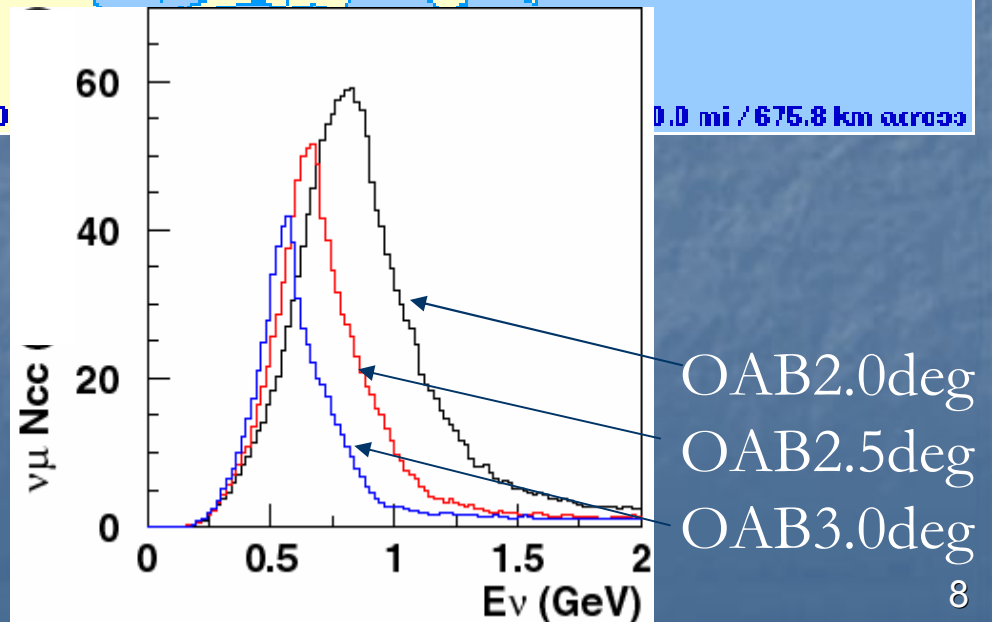 0.0 mi / 675.8 km across
60
40
20
0
νμ Ncc (
0 0.5 1 1.5 2
Eν (GeV)
OAB2.0deg
OAB2.5deg
OAB3.0deg
8